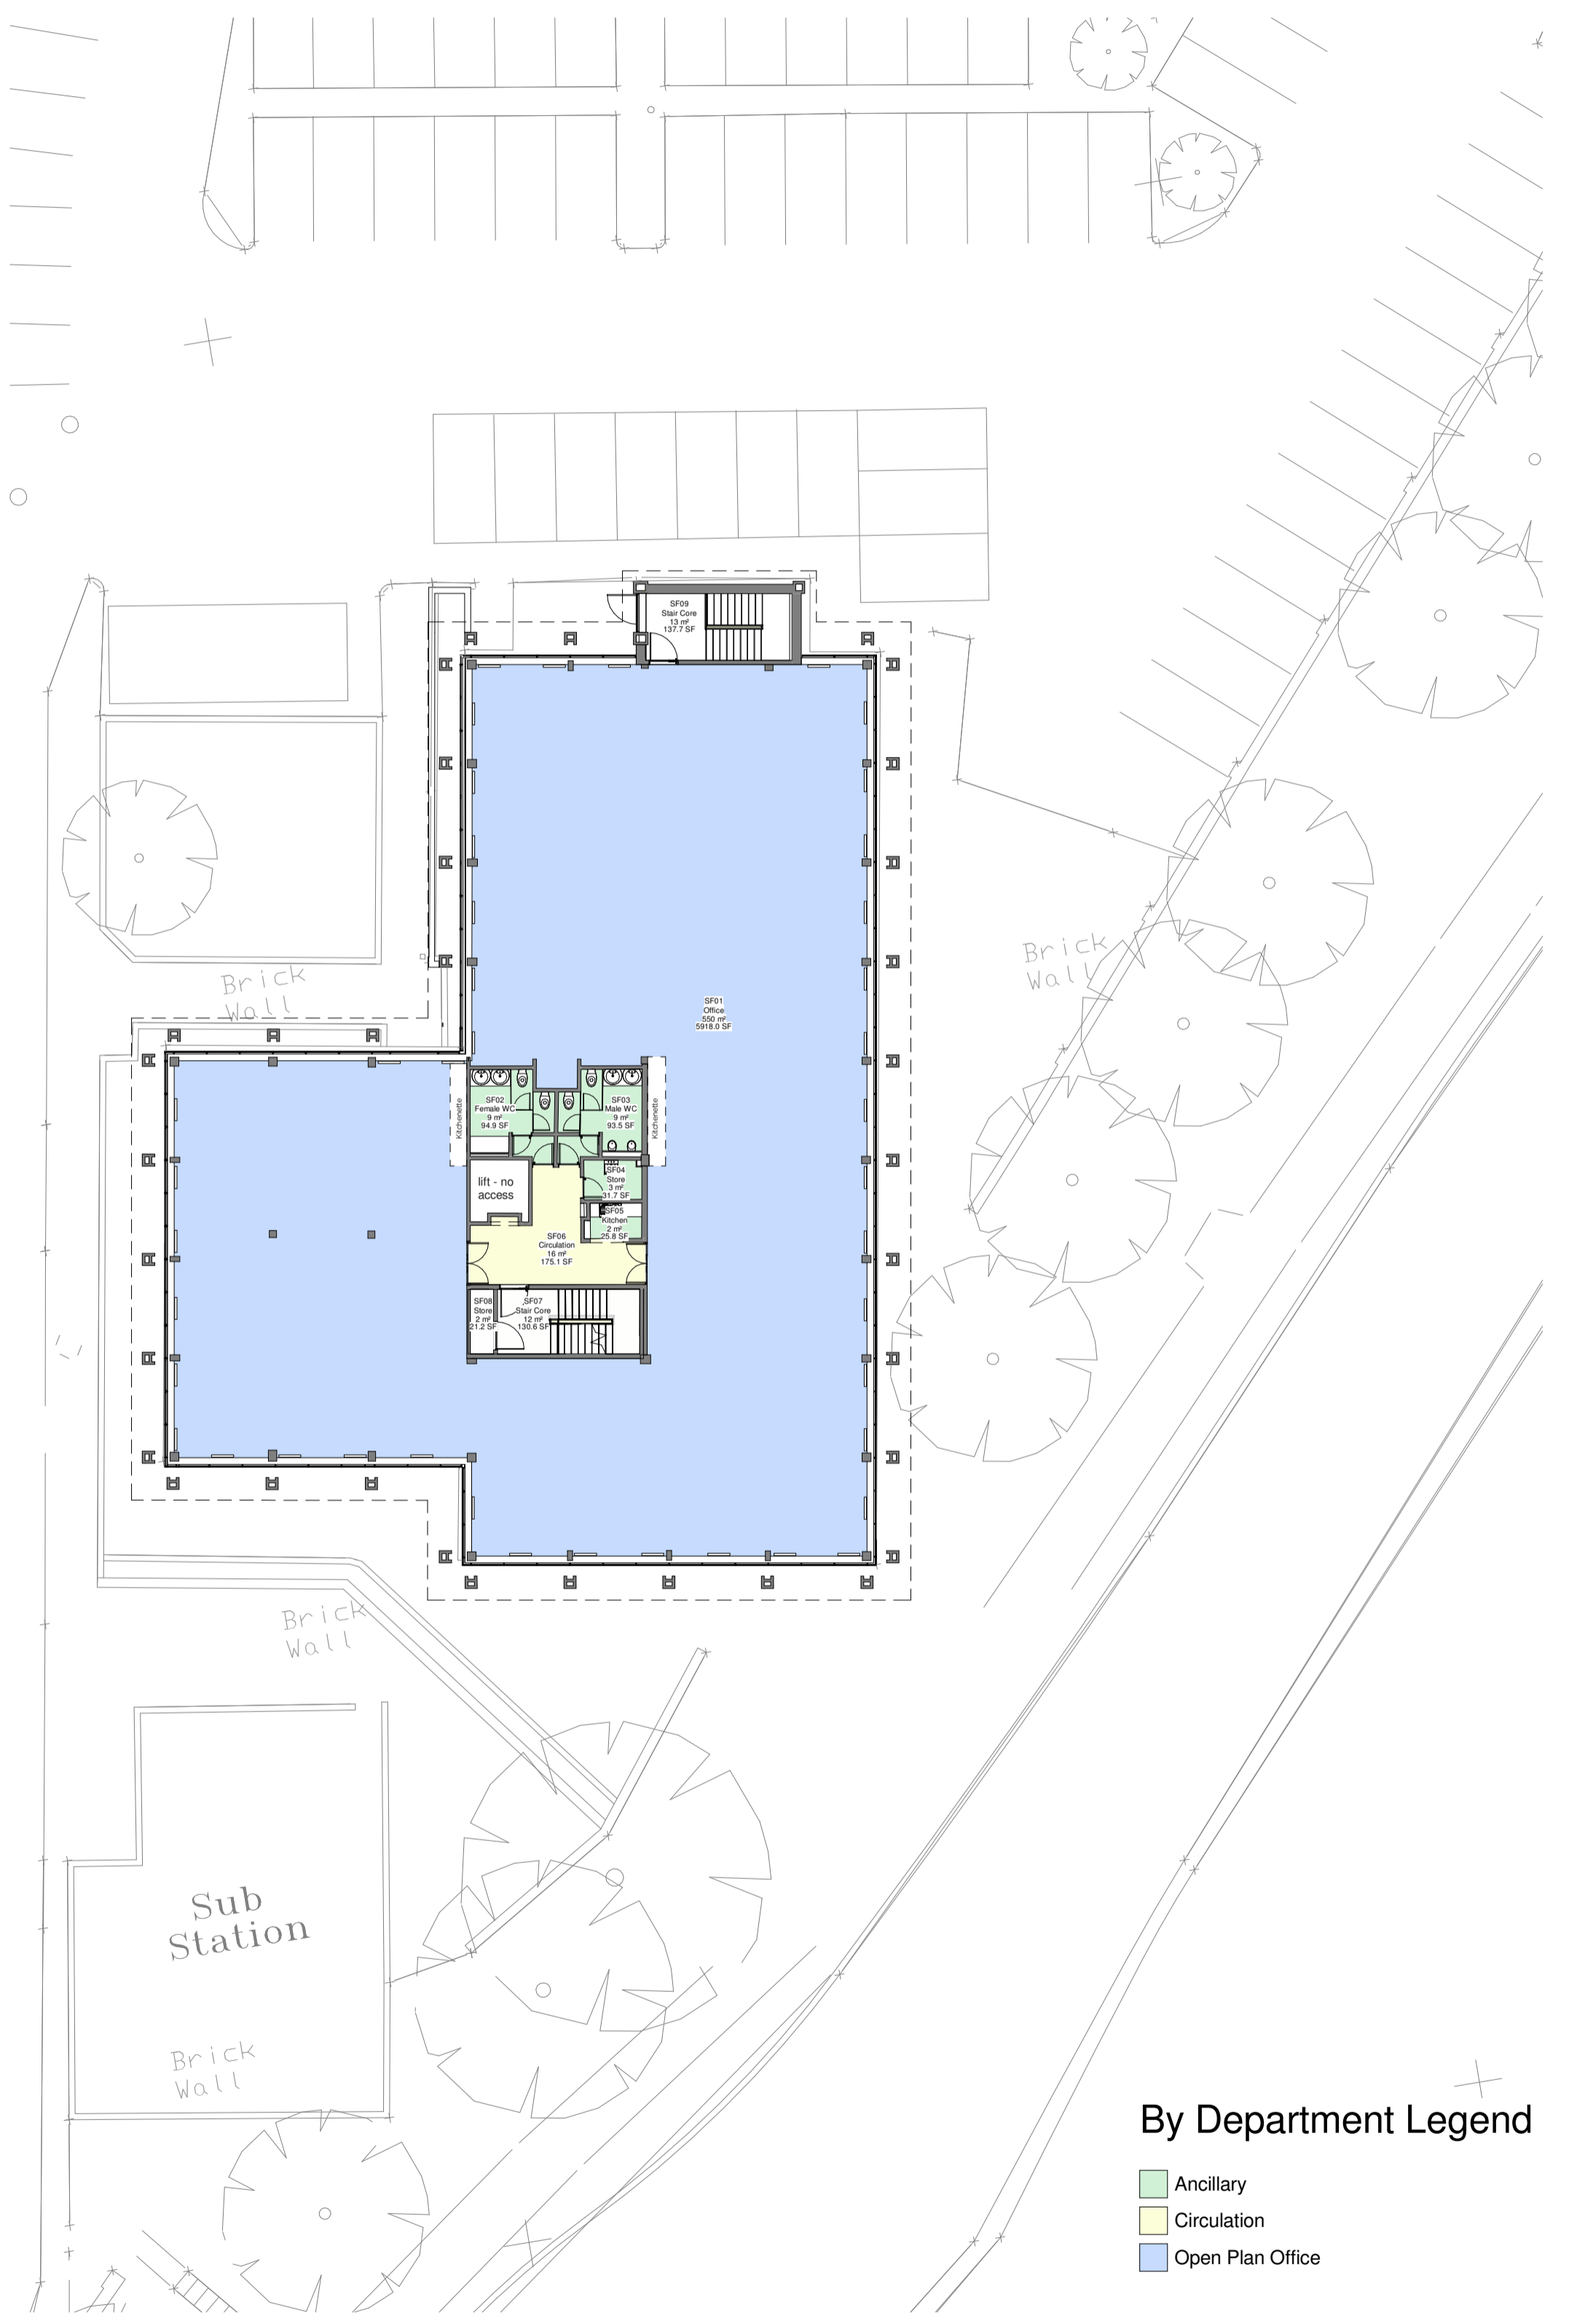 SF09
Stair Core
13 m²
137.7 SF
Brick
Wall
Brick
Wall
SF01
Office
550 m²
5918.0 SF
Kitchenette
SF02
Female WC
9 m²
94.9 SF
SF03
Male WC
9 m²
93.5 SF
Kitchenette
lift - no
access
SF04
Store
3 m²
31.7 SF
SF05
Kitchen
2 m²
25.8 SF
SF06
Circulation
16 m²
175.1 SF
SF08
Store
2 m²
21.2 SF
SF07
Stair Core
12 m²
130.6 SF
Brick
Wall
Sub
Station
Brick
Wall
By Department Legend
Ancillary
Circulation
Open Plan Office